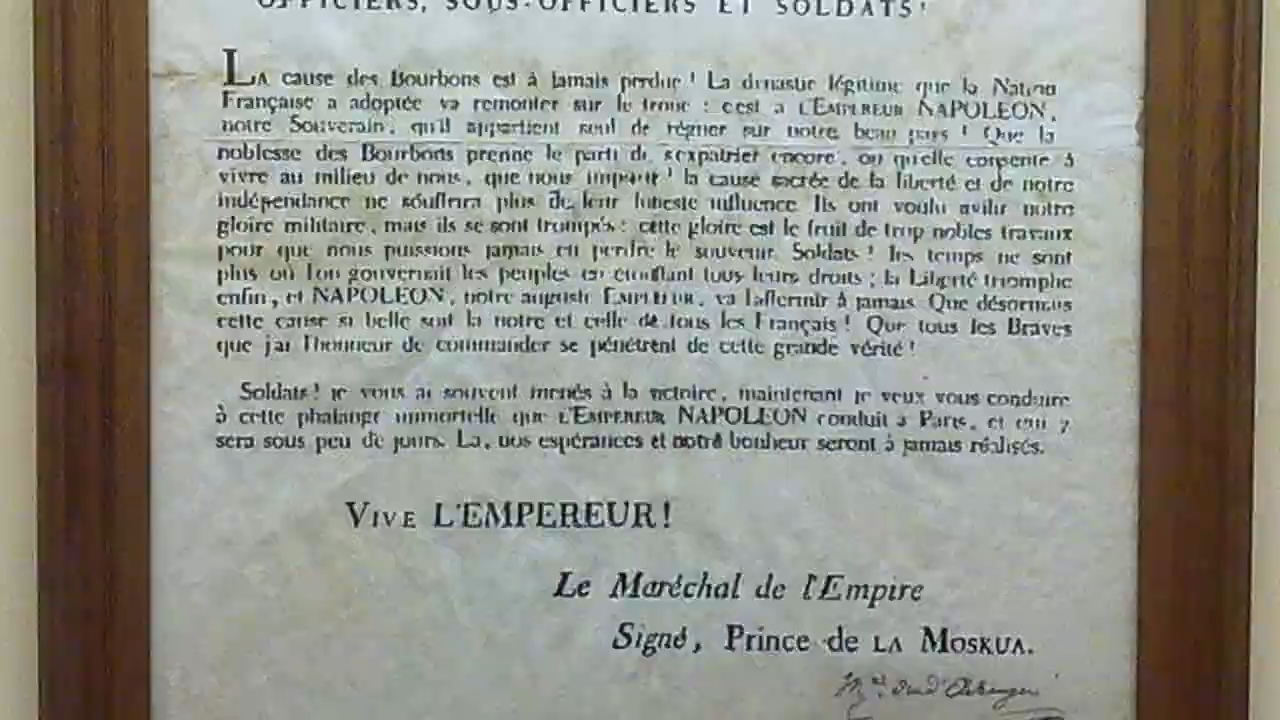 OFFICIERS, SOUS-OFFICIERS ET SOLDATS!
LA cause des Bourbons est à jamais perdue ! La dinastie légitime que la Nation
Française a adoptée va remonter sur le trône : c'est à L'EMPEREUR NAPOLEON,
notre Souverain, qu'il appartient seul de régner sur notre beau pays ! Que la
noblesse des Bourbons prenne le parti de s'expatrier encore, ou qu'elle consente à
vivre au milieu de nous, que nous importe ! la cause sacrée de la liberté et de notre
indépendance ne souffrira plus de leur funeste influence. Ils ont voulu avilir notre
gloire militaire, mais ils se sont trompés : cette gloire est le fruit de trop nobles travaux
pour que nous puissions jamais en perdre le souvenir. Soldats ! les temps ne sont
plus où l'on gouvernait les peuples en étouffant tous leurs droits ; la Liberté triomphe
enfin, et NAPOLEON, notre auguste EMPEREUR, va l'affermir à jamais. Que désormais
cette cause si belle soit la notre et celle de tous les Français ! Que tous les Braves
que j'ai l'honneur de commander se pénètrent de cette grande vérité !
Soldats ! je vous ai souvent menés à la victoire, maintenant je veux vous conduire
à cette phalange immortelle que L'EMPEREUR NAPOLEON conduit à Paris, et qui y
sera sous peu de jours. Là, nos espérances et notre bonheur seront à jamais réalisés.
VIVE L'EMPEREUR!
Le Maréchal de l'Empire
Signé, Prince de LA MOSKUA.